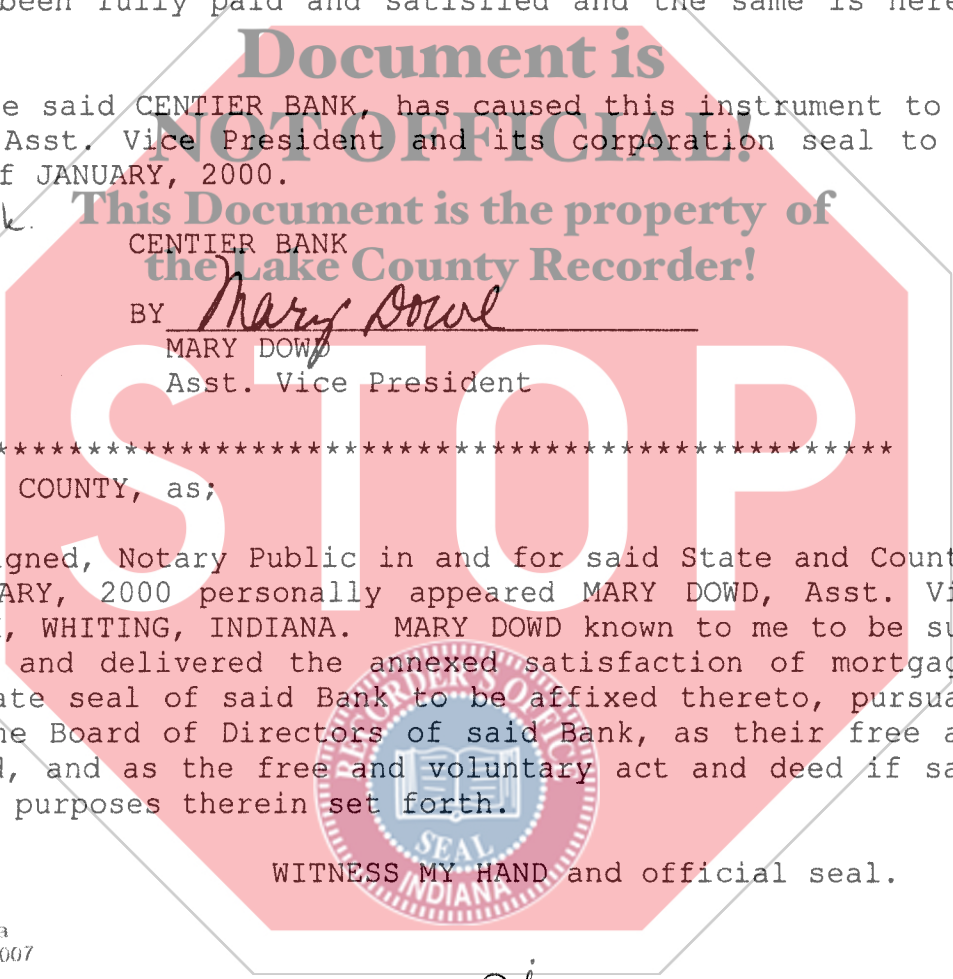 been fully paid and satisfied and the same is here
Document is
e said CENTIER BANK, has caused this instrument to
Asst. Vice President and its corporation seal to
NOT OFFICIAL!
f JANUARY, 2000.
This Document is the property of
CENTIER BANK
the Lake County Recorder!
BY Mary Dowd
MARY DOWD
Asst. Vice President
STOP
************************************************
COUNTY, as;
igned, Notary Public in and for said State and Count
ARY, 2000 personally appeared MARY DOWD, Asst. Vi
, WHITING, INDIANA. MARY DOWD known to me to be su
and delivered the annexed satisfaction of mortgag
ate seal of said Bank to be affixed thereto, pursua
ne Board of Directors of said Bank, as their free a
d, and as the free and voluntary act and deed if sa
purposes therein set forth.
RECORDER'S OFFICE
SEAL
INDIANA
WITNESS MY HAND and official seal.
a
007